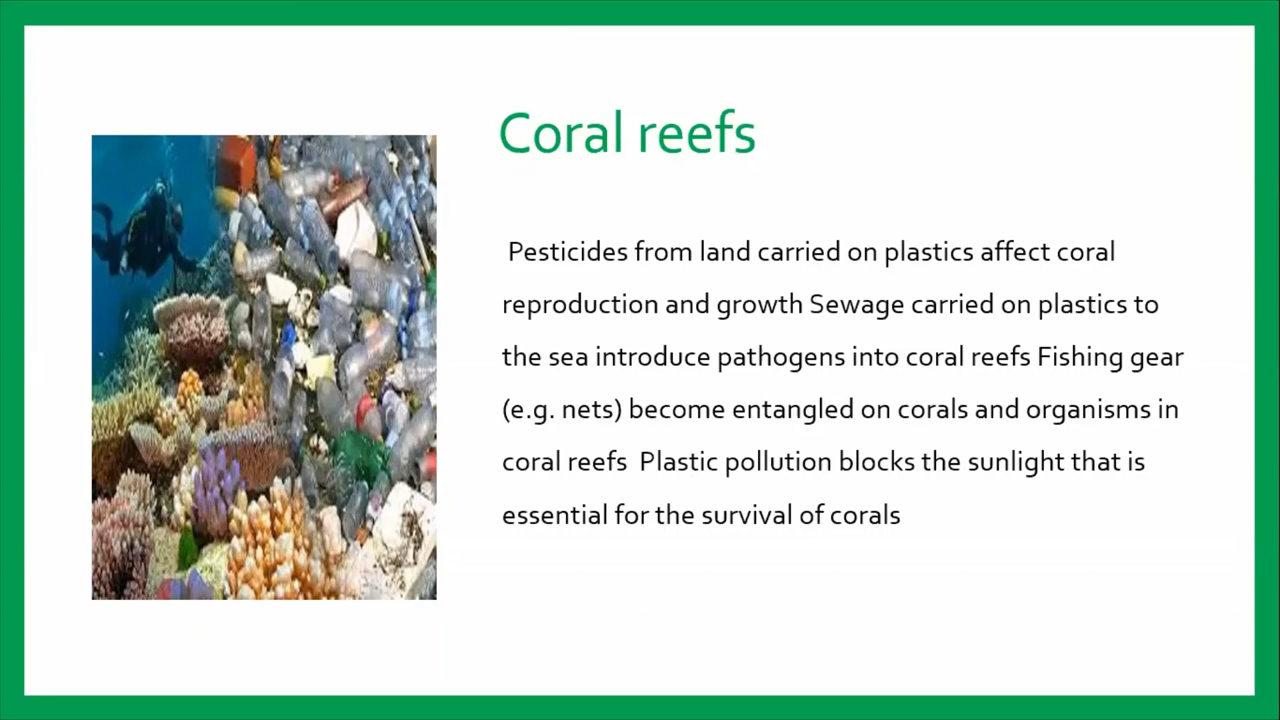 Coral reefs
Pesticides from land carried on plastics affect coral
reproduction and growth Sewage carried on plastics to
the sea introduce pathogens into coral reefs Fishing gear
(e.g. nets) become entangled on corals and organisms in
coral reefs  Plastic pollution blocks the sunlight that is
essential for the survival of corals